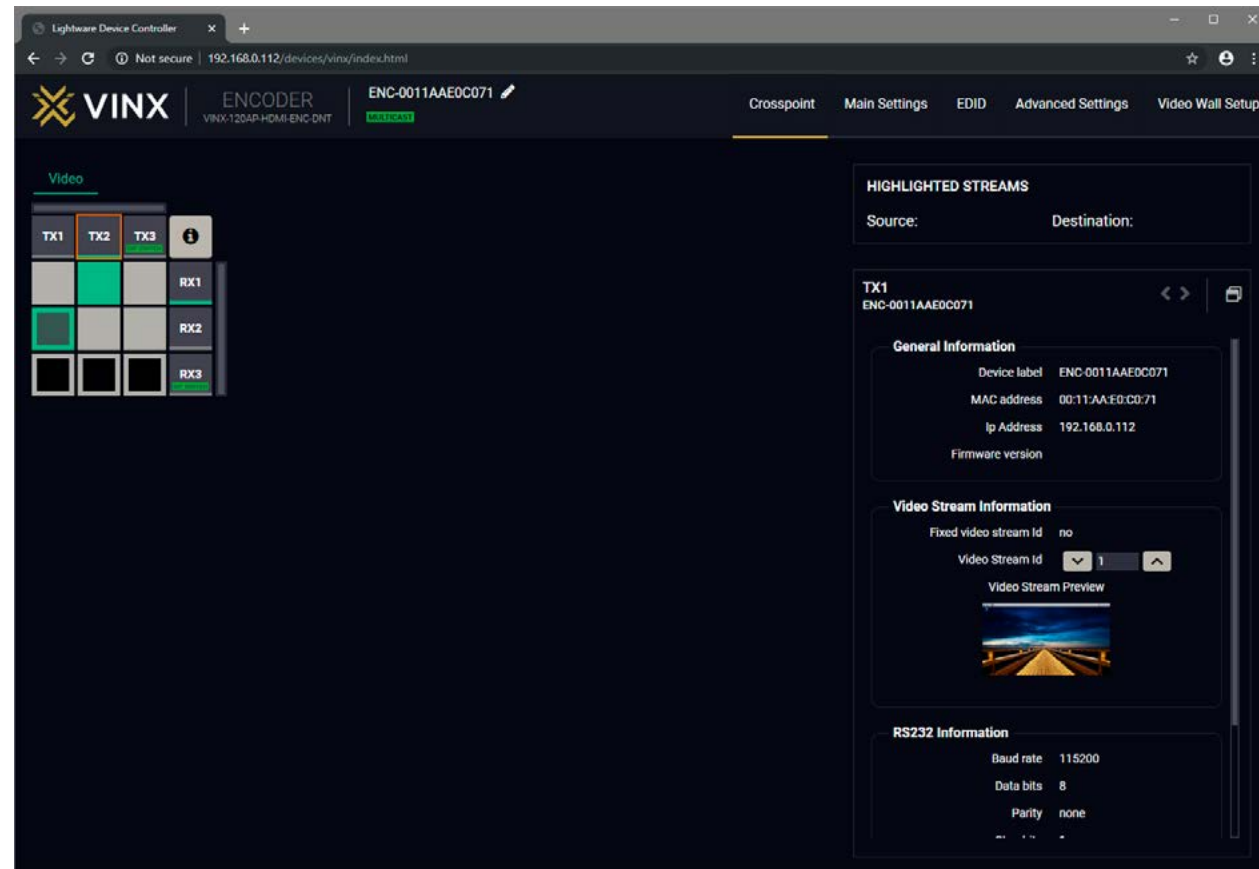 Lightware Device Controller
Not secure | 192.168.0.112/devices/vinx/index.html
VINX
ENCODER
VINX-120AP-HDMI-ENC-DNT
ENC-0011AAE0C071
MULTICAST
Crosspoint
Main Settings
EDID
Advanced Settings
Video Wall Setup
Video
TX1 TX2 TX3
RX1
RX2
RX3
HIGHLIGHTED STREAMS
Source: Destination:
TX1
ENC-0011AAE0C071
General Information
Device label ENC-0011AAE0C071
MAC address 00:11:AA:E0:C0:71
Ip Address 192.168.0.112
Firmware version
Video Stream Information
Fixed video stream Id no
Video Stream Id 1
Video Stream Preview
RS232 Information
Baud rate 115200
Data bits 8
Parity none